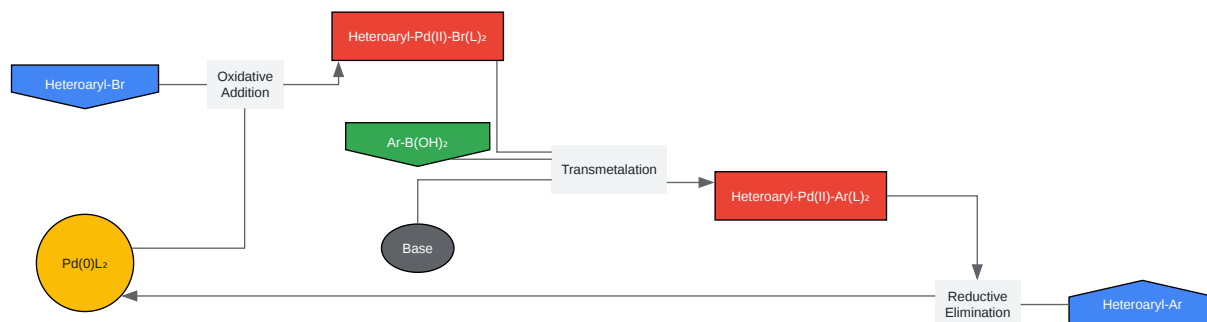 Heteroaryl-Pd(II)-Br(L)₂
Heteroaryl-Br
Oxidative
Addition
Ar-B(OH)₂
Transmetalation
Heteroaryl-Pd(II)-Ar(L)₂
Base
Pd(0)L₂
Reductive
Elimination
Heteroaryl-Ar